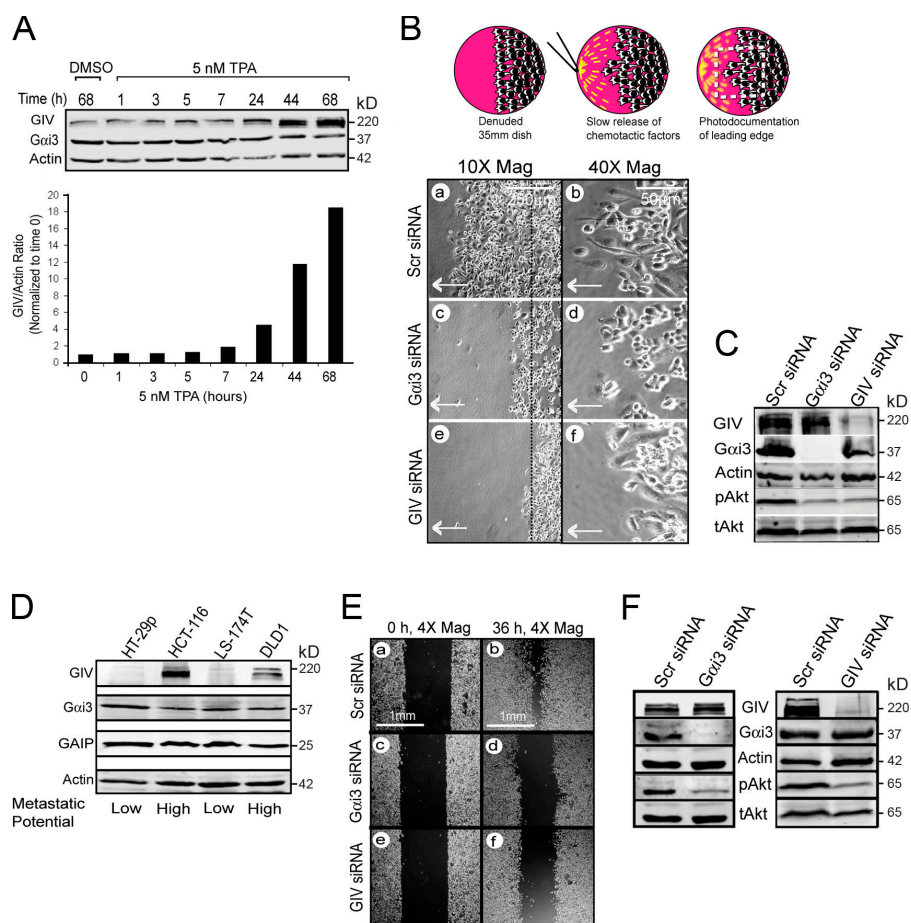 A
DMSO
5 nM TPA
Time (h) 68 1 3 5 7 24 44 68 kD
GIV 220
Gαi3 37
Actin 42
GIV/Actin Ratio
(Normalized to time 0)
20
18
16
14
12
10
8
6
4
2
0
0 1 3 5 7 24 44 68
5 nM TPA (hours)
B
Denuded
35mm dish
Slow release of
chemotactic factors
Photodocumentation
of leading edge
10X Mag 40X Mag
Scr siRNA
a 250µm b 50µm
Gαi3 siRNA
c d
GIV siRNA
e f
C
Scr siRNA Gαi3 siRNA GIV siRNA kD
GIV 220
Gαi3 37
Actin 42
pAkt 65
tAkt 65
D
HT-29p HCT-116 LS-174T DLD1 kD
GIV 220
Gαi3 37
GAIP 25
Actin 42
Metastatic
Potential
Low High Low High
E
0 h, 4X Mag 36 h, 4X Mag
Scr siRNA
a 1mm b 1mm
Gαi3 siRNA
c d
GIV siRNA
e f
F
Scr siRNA Gαi3 siRNA Scr siRNA GIV siRNA kD
GIV 220
Gαi3 37
Actin 42
pAkt 65
tAkt 65